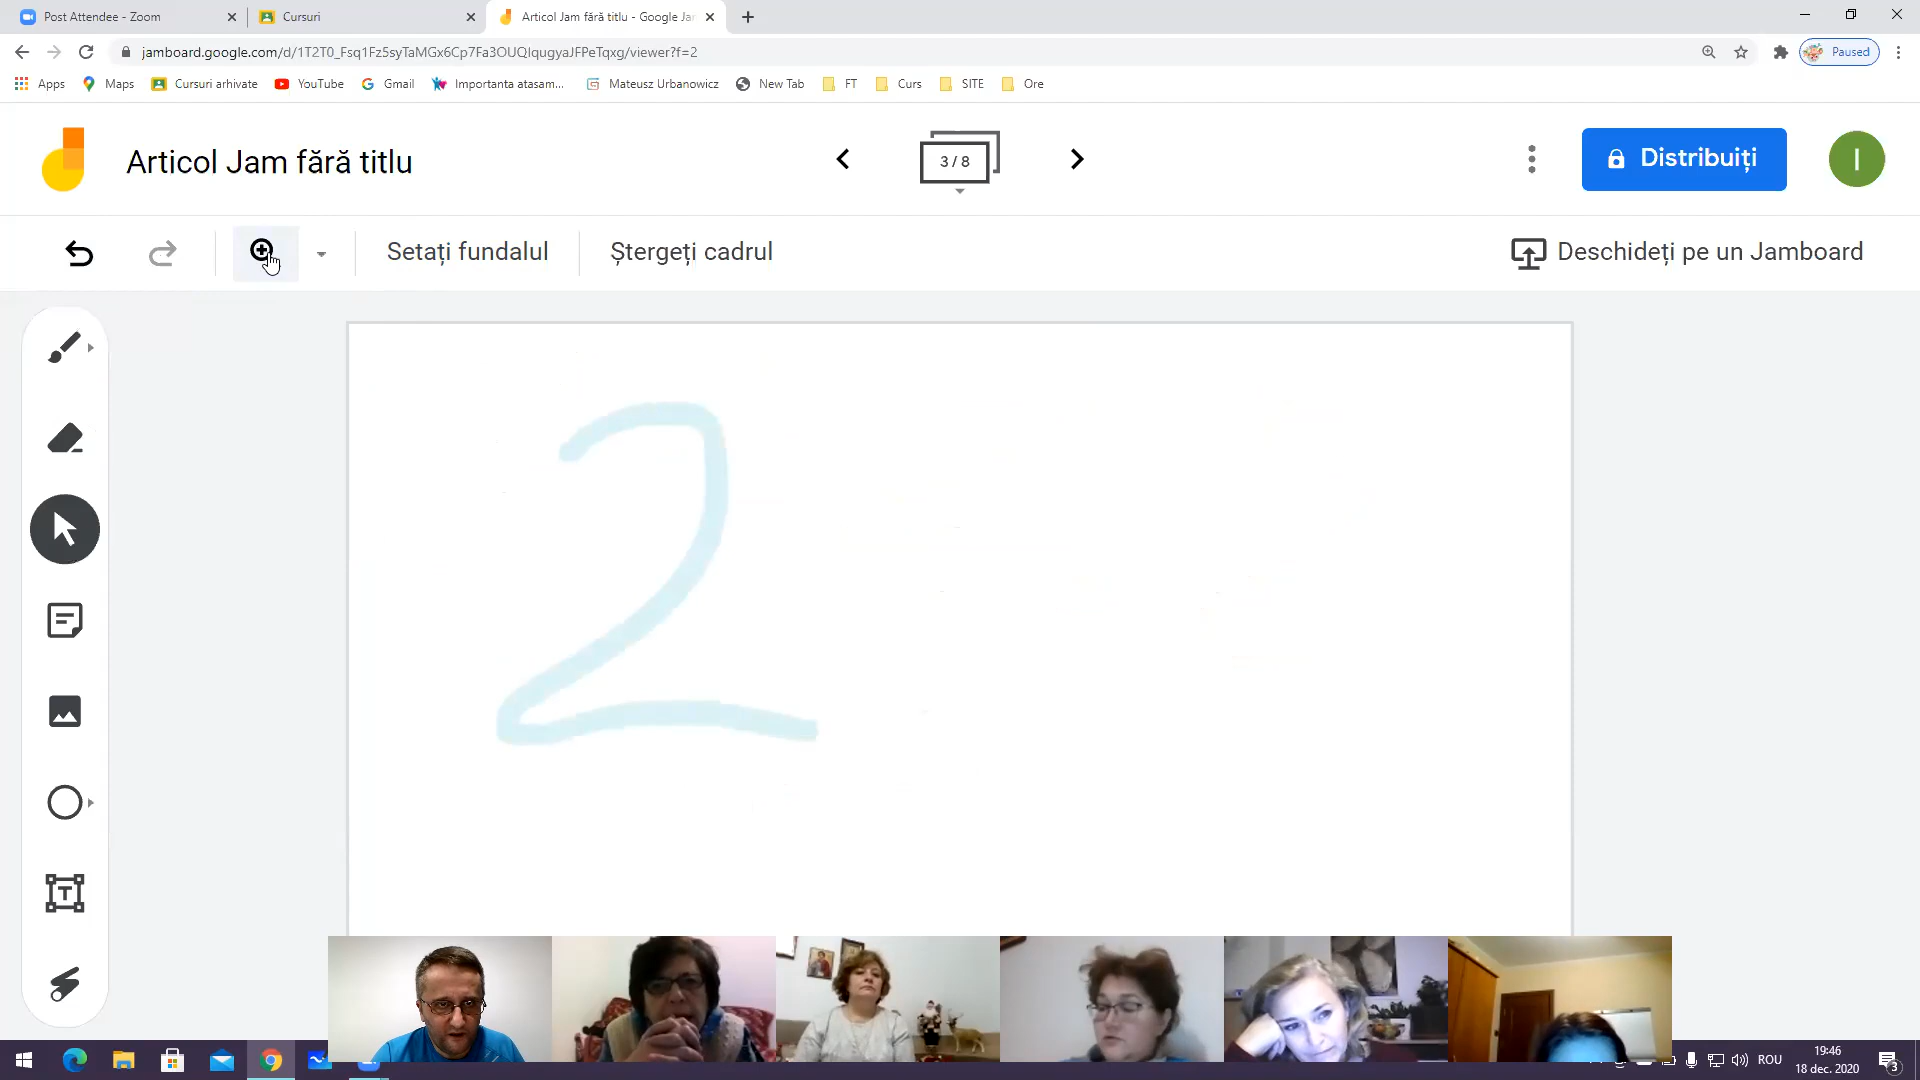 Post Attendee - Zoom
Cursuri
Articol Jam fără titlu - Google Jar
jamboard.google.com/d/1T2T0_Fsq1Fz5syTaMGx6Cp7Fa3OUQIqugyaJFPeTqxg/viewer?f=2
Paused
Apps
Maps
Cursuri arhivate
YouTube
Gmail
Importanta atasam...
Mateusz Urbanowicz
New Tab
FT
Curs
SITE
Ore
Articol Jam fără titlu
3 / 8
Distribuiți
I
Setați fundalul
Ștergeți cadrul
Deschideți pe un Jamboard
2
T
ROU
19:46
18 dec. 2020
3